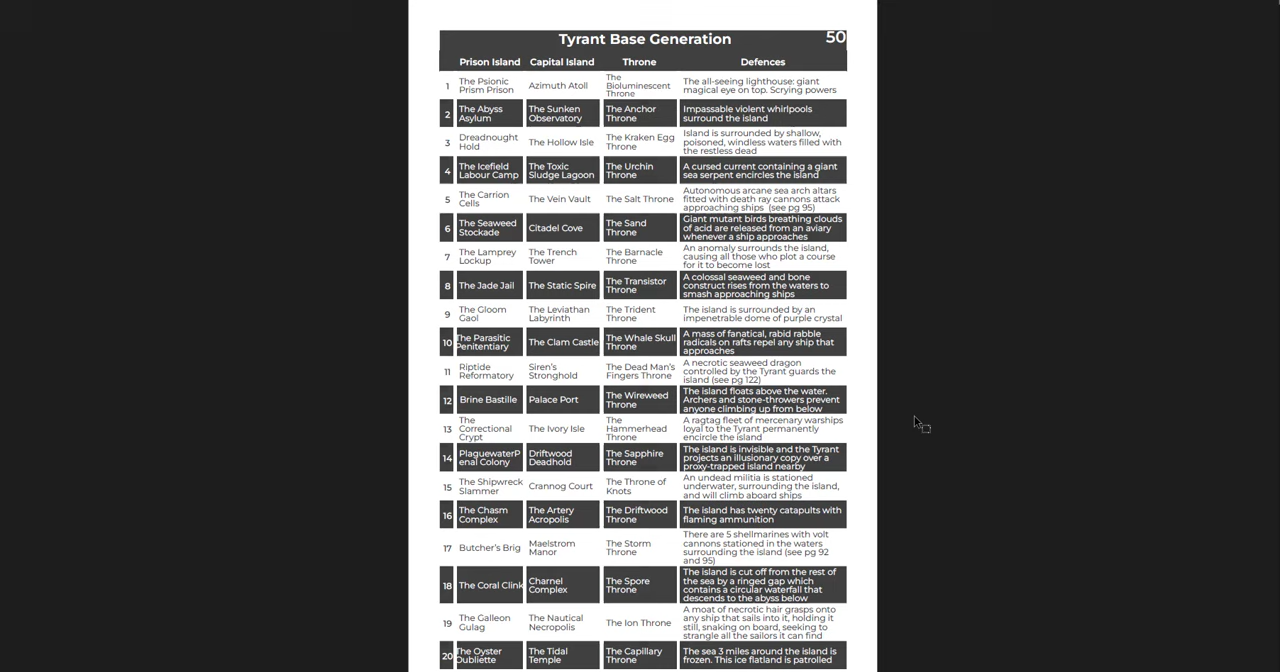 Tyrant Base Generation 50
Prison Island Capital Island Throne Defences
1 The Psionic Prism Prison Azimuth Atoll The Bioluminescent Throne The all-seeing lighthouse: giant magical eye on top. Scrying powers
2 The Abyss Asylum The Sunken Observatory The Anchor Throne Impassable violent whirlpools surround the island
3 Dreadnought Hold The Hollow Isle The Kraken Egg Throne Island is surrounded by shallow, poisoned, windless waters filled with the restless dead
4 The Icefield Labour Camp The Toxic Sludge Lagoon The Urchin Throne A cursed current containing a giant sea serpent encircles the island
5 The Carrion Cells The Vein Vault The Salt Throne Autonomous arcane sea arch altars fitted with death ray cannons attack approaching ships (see pg 95)
6 The Seaweed Stockade Citadel Cove The Sand Throne Giant mutant birds breathing clouds of acid are released from an aviary whenever a ship approaches
7 The Lamprey Lockup The Trench Tower The Barnacle Throne An anomaly surrounds the island, causing all those who plot a course for it to become lost
8 The Jade Jail The Static Spire The Transistor Throne A colossal seaweed and bone construct rises from the waters to smash approaching ships
9 The Gloom Gaol The Leviathan Labyrinth The Trident Throne The island is surrounded by an impenetrable dome of purple crystal
10 The Parasitic Penitentiary The Clam Castle The Whale Skull Throne A mass of fanatical, rabid rabble radicals on rafts repel any ship that approaches
11 Riptide Reformatory Siren's Stronghold The Dead Man's Fingers Throne A necrotic seaweed dragon controlled by the Tyrant guards the island (see pg 122)
12 Brine Bastille Palace Port The Wireweed Throne The island floats above the water. Archers and stone-throwers prevent anyone climbing up from below
13 The Correctional Crypt The Ivory Isle The Hammerhead Throne A ragtag fleet of mercenary warships loyal to the Tyrant permanently encircle the island
14 PlaguewaterP enal Colony Driftwood Deadhold The Sapphire Throne The island is invisible and the Tyrant projects an illusionary copy over a proxy-trapped island nearby
15 The Shipwreck Slammer Crannog Court The Throne of Knots An undead militia is stationed underwater, surrounding the island, and will climb aboard ships
16 The Chasm Complex The Artery Acropolis The Driftwood Throne The island has twenty catapults with flaming ammunition
17 Butcher's Brig Maelstrom Manor The Storm Throne There are 5 shellmarines with volt cannons stationed in the waters surrounding the island (see pg 92 and 95)
18 The Coral Clink Charnel Complex The Spore Throne The island is cut off from the rest of the sea by a ringed gap which contains a circular waterfall that descends to the abyss below
19 The Galleon Gulag The Nautical Necropolis The Ion Throne A moat of necrotic hair grasps onto any ship that sails into it, holding it still, snaking on board, seeking to strangle all the sailors it can find
20 The Oyster Oubliette The Tidal Temple The Capillary Throne The sea 3 miles around the island is frozen. This ice flatland is patrolled